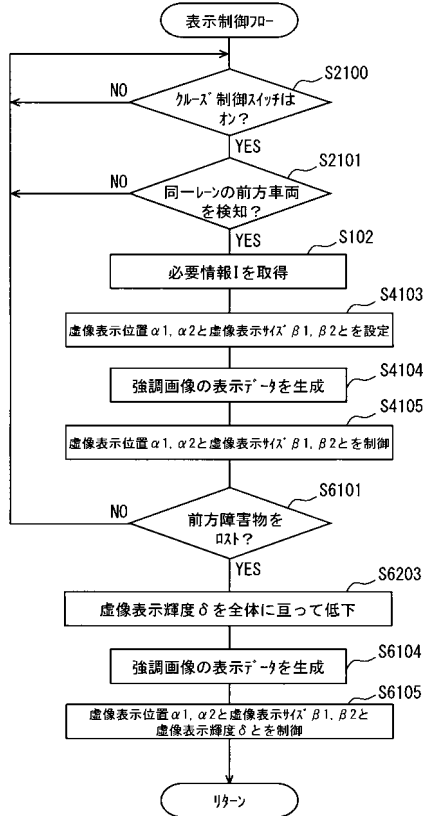 表示制御フロー
S2100
クルーズ制御スイッチは
オン?
NO
YES
S2101
同一レーンの前方車両
を検知?
NO
YES
S102
必要情報Iを取得
S4103
虚像表示位置α1, α2と虚像表示サイズβ1, β2とを設定
S4104
強調画像の表示データを生成
S4105
虚像表示位置α1, α2と虚像表示サイズβ1, β2とを制御
S6101
前方障害物を
ロスト?
NO
YES
S6203
虚像表示輝度δを全体に亘って低下
S6104
強調画像の表示データを生成
S6105
虚像表示位置α1, α2と虚像表示サイズβ1, β2と
虚像表示輝度δとを制御
リターン